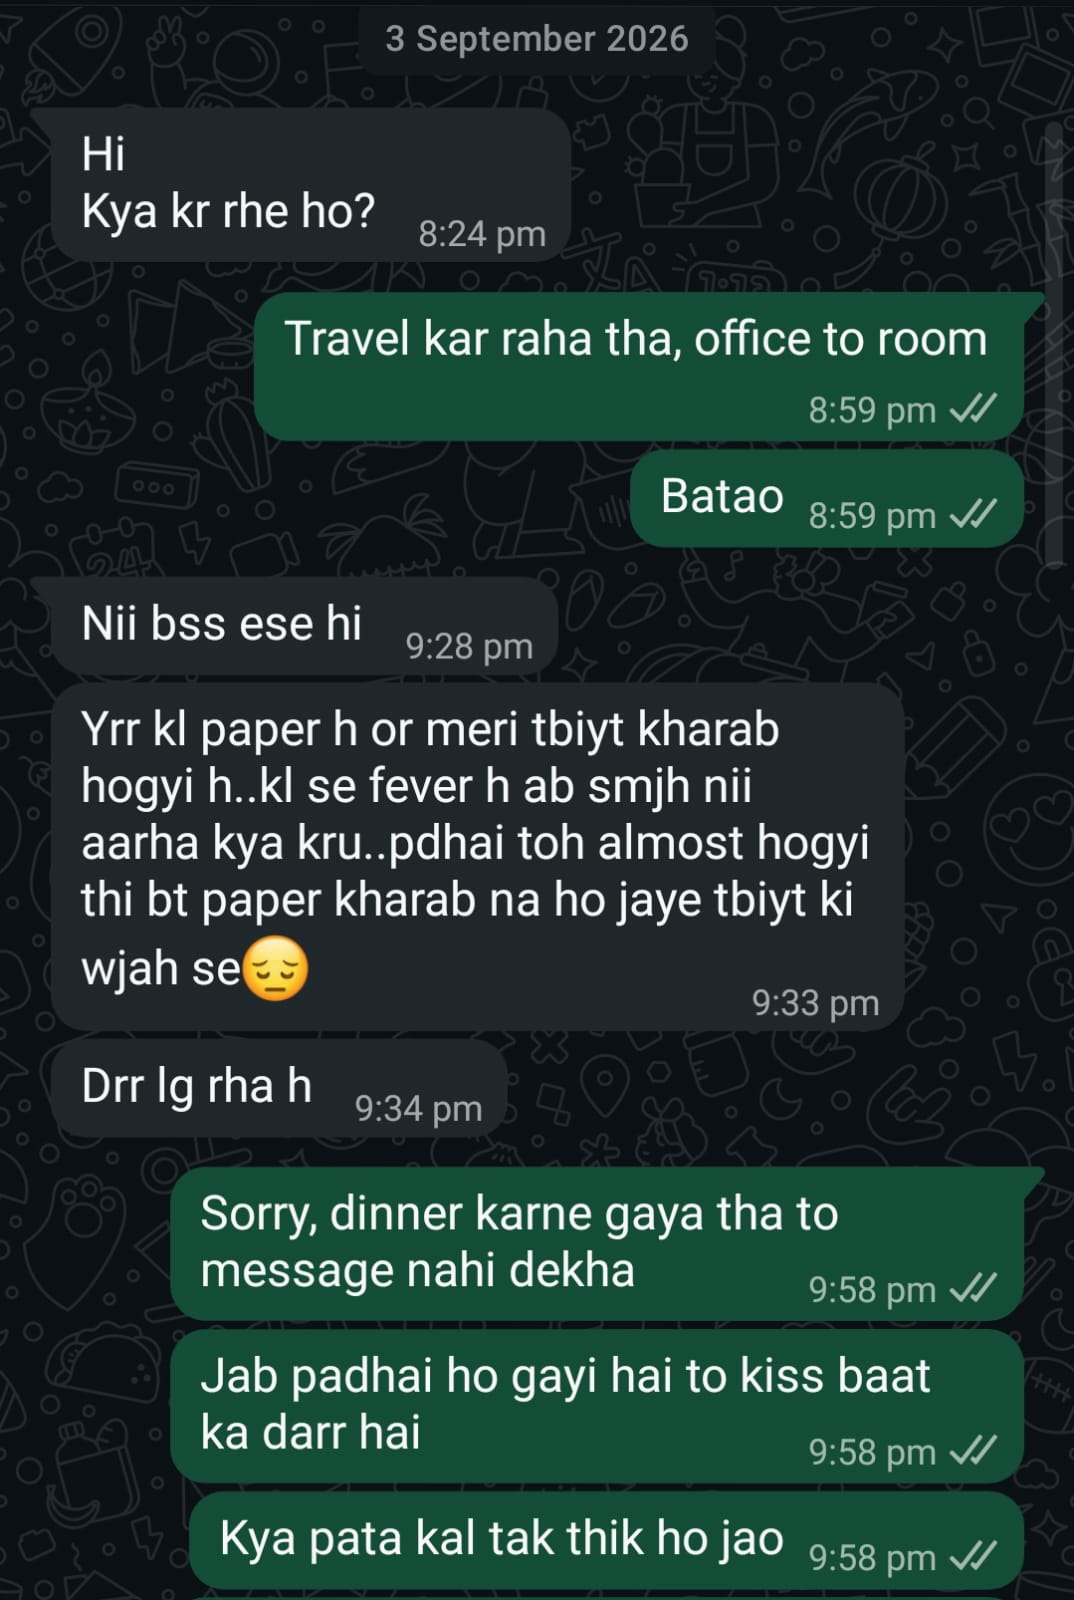 3 September 2026
Hi
Kya kr rhe ho?
8:24 pm
Travel kar raha tha, office to room
8:59 pm
Batao 8:59 pm
Nii bss ese hi 9:28 pm
Yrr kl paper h or meri tbiyt kharab
hogyi h..kl se fever h ab smjh nii
aarha kya kru..pdhai toh almost hogyi
thi bt paper kharab na ho jaye tbiyt ki
wjah se😔
9:33 pm
Drr lg rha h 9:34 pm
Sorry, dinner karne gaya tha to
message nahi dekha 9:58 pm
Jab padhai ho gayi hai to kiss baat
ka darr hai 9:58 pm
Kya pata kal tak thik ho jao 9:58 pm